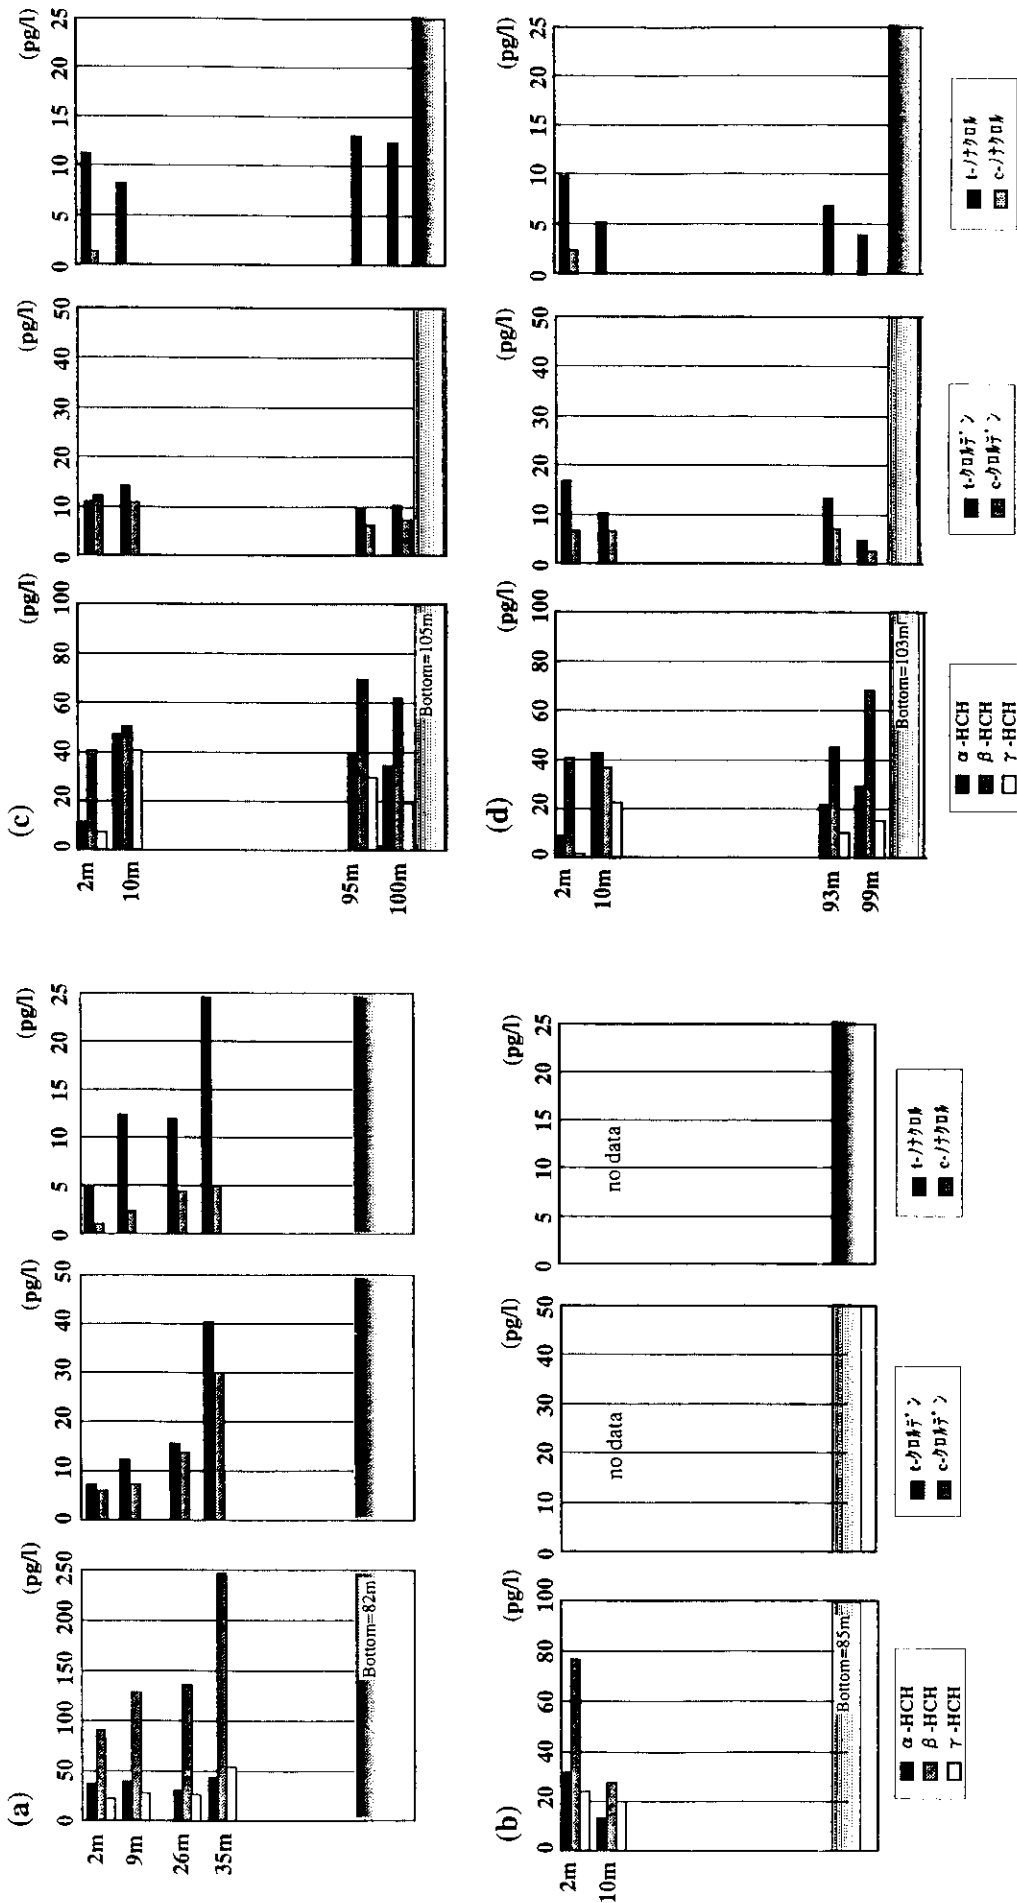 (a)
(pg/l)
0 50 100 150 200 250
2m
9m
26m
35m
Bottom=82m
(pg/l)
0 10 20 30 40 50
(pg/l)
0 5 10 15 20 25
(b)
(pg/l)
0 20 40 60 80 100
2m
10m
Bottom=85m
(pg/l)
0 10 20 30 40 50
no data
(pg/l)
0 5 10 15 20 25
no data
α-HCH
β-HCH
γ-HCH
t-クロルデン
c-クロルデン
t-ノナクロル
c-ノナクロル
(c)
(pg/l)
0 20 40 60 80 100
2m
10m
95m
100m
Bottom=105m
(pg/l)
0 10 20 30 40 50
(pg/l)
0 5 10 15 20 25
(d)
(pg/l)
0 20 40 60 80 100
2m
10m
93m
99m
Bottom=103m
(pg/l)
0 10 20 30 40 50
(pg/l)
0 5 10 15 20 25
α-HCH
β-HCH
γ-HCH
t-クロルデン
c-クロルデン
t-ノナクロル
c-ノナクロル